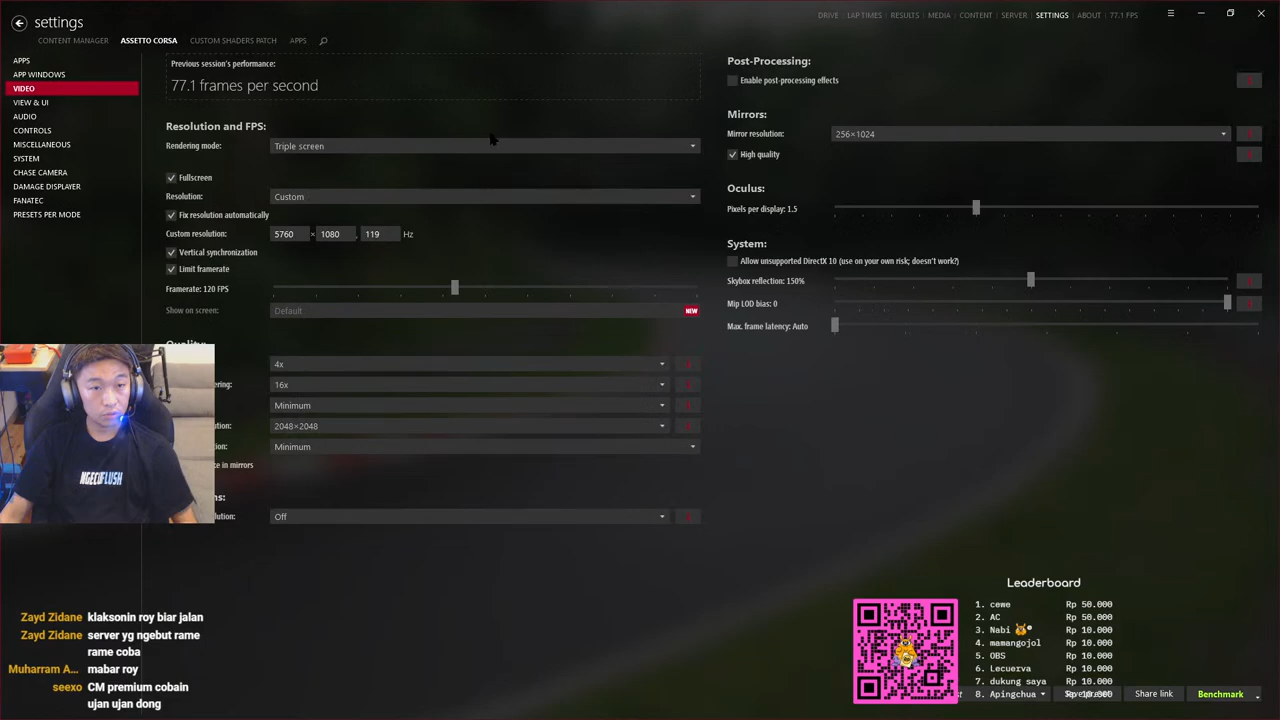 settings
DRIVE LAP TIMES RESULTS MEDIA CONTENT SERVER SETTINGS ABOUT 77.1 FPS
CONTENT MANAGER ASSETTO CORSA CUSTOM SHADERS PATCH APPS
APPS
APP WINDOWS
VIDEO
VIEW & UI
AUDIO
CONTROLS
MISCELLANEOUS
SYSTEM
CHASE CAMERA
DAMAGE DISPLAYER
FANATEC
PRESETS PER MODE
Previous session's performance:
77.1 frames per second
Resolution and FPS:
Rendering mode: Triple screen
Fullscreen
Resolution: Custom
Fix resolution automatically
Custom resolution: 5760 × 1080, 119 Hz
Vertical synchronization
Limit framerate
Framerate: 120 FPS
Show on screen: Default NEW
4x
16x
Minimum
2048×2048
Minimum
in mirrors
Off
Post-Processing:
Enable post-processing effects
Mirrors:
Mirror resolution: 256×1024
High quality
Oculus:
Pixels per display: 1.5
System:
Allow unsupported DirectX 10 (use on your own risk; doesn't work?)
Skybox reflection: 150%
Mip LOD bias: 0
Max. frame latency: Auto
NGECUFLUSH
Zayd Zidane klaksonin roy biar jalan
Zayd Zidane server yg ngebut rame
rame coba
Muharram A... mabar roy
seexo CM premium cobain
ujan ujan dong
Leaderboard
1. cewe Rp 50.000
2. AC Rp 50.000
3. Nabi Rp 10.000
4. mamangojol Rp 10.000
5. OBS Rp 10.000
6. Lecuerva Rp 10.000
7. dukung saya Rp 10.000
8. Apingchua Rp 10.000
Share link
Benchmark